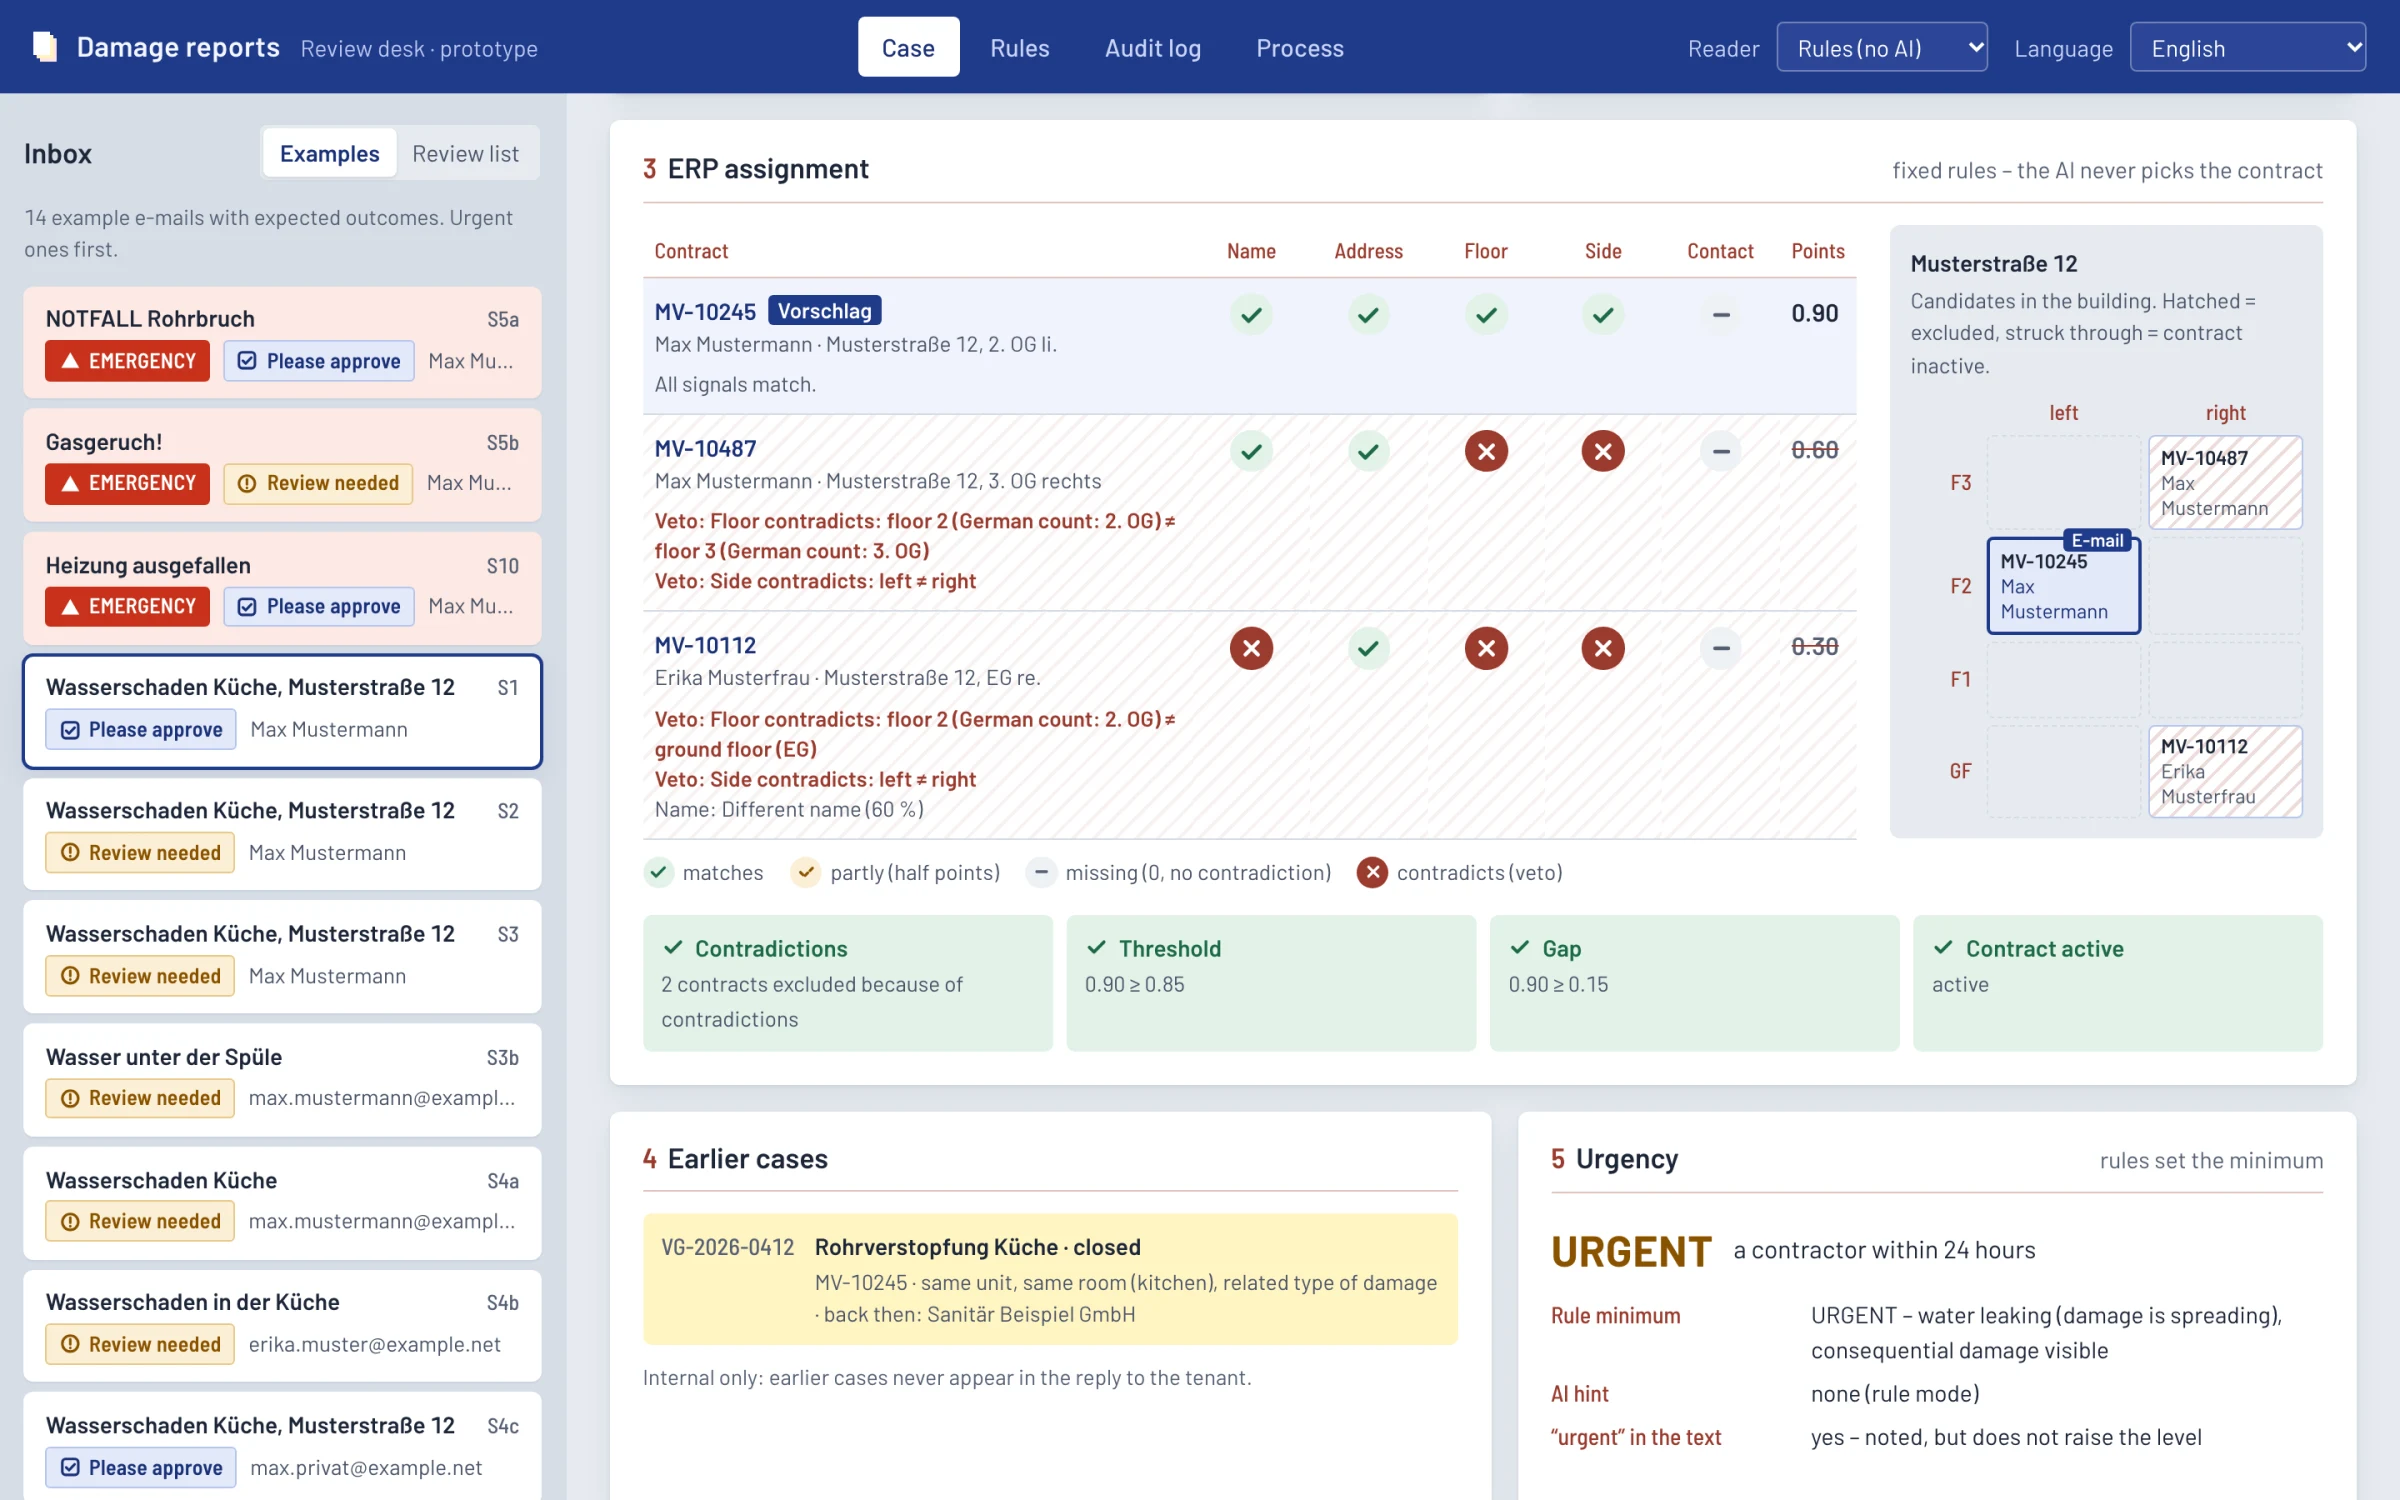 Damage reports Review desk · prototype
Case Rules Audit log Process
Reader Rules (no AI) Language English
Inbox Examples Review list
14 example e-mails with expected outcomes. Urgent
ones first.
NOTFALL Rohrbruch S5a
EMERGENCY Please approve Max Mu...
Gasgeruch! S5b
EMERGENCY Review needed Max Mu...
Heizung ausgefallen S10
EMERGENCY Please approve Max Mu...
Wasserschaden Küche, Musterstraße 12 S1
Please approve Max Mustermann
Wasserschaden Küche, Musterstraße 12 S2
Review needed Max Mustermann
Wasserschaden Küche, Musterstraße 12 S3
Review needed Max Mustermann
Wasser unter der Spüle S3b
Review needed max.mustermann@exampl...
Wasserschaden Küche S4a
Review needed max.mustermann@exampl...
Wasserschaden in der Küche S4b
Review needed erika.muster@example.net
Wasserschaden Küche, Musterstraße 12 S4c
Please approve max.privat@example.net
3 ERP assignment fixed rules – the AI never picks the contract
Contract Name Address Floor Side Contact Points
MV-10245 Vorschlag 0.90
Max Mustermann · Musterstraße 12, 2. OG li.
All signals match.
MV-10487 0.60
Max Mustermann · Musterstraße 12, 3. OG rechts
Veto: Floor contradicts: floor 2 (German count: 2. OG) ≠
floor 3 (German count: 3. OG)
Veto: Side contradicts: left ≠ right
MV-10112 0.30
Erika Musterfrau · Musterstraße 12, EG re.
Veto: Floor contradicts: floor 2 (German count: 2. OG) ≠
ground floor (EG)
Veto: Side contradicts: left ≠ right
Name: Different name (60 %)
matches partly (half points) missing (0, no contradiction) contradicts (veto)
Musterstraße 12
Candidates in the building. Hatched =
excluded, struck through = contract
inactive.
left right
F3
MV-10487
Max
Mustermann
F2
E-mail
MV-10245
Max
Mustermann
F1
GF
MV-10112
Erika
Musterfrau
Contradictions
2 contracts excluded because of
contradictions
Threshold
0.90 ≥ 0.85
Gap
0.90 ≥ 0.15
Contract active
active
4 Earlier cases
VG-2026-0412 Rohrverstopfung Küche · closed
MV-10245 · same unit, same room (kitchen), related type of damage
· back then: Sanitär Beispiel GmbH
Internal only: earlier cases never appear in the reply to the tenant.
5 Urgency rules set the minimum
URGENT a contractor within 24 hours
Rule minimum URGENT – water leaking (damage is spreading),
consequential damage visible
AI hint none (rule mode)
“urgent” in the text yes – noted, but does not raise the level